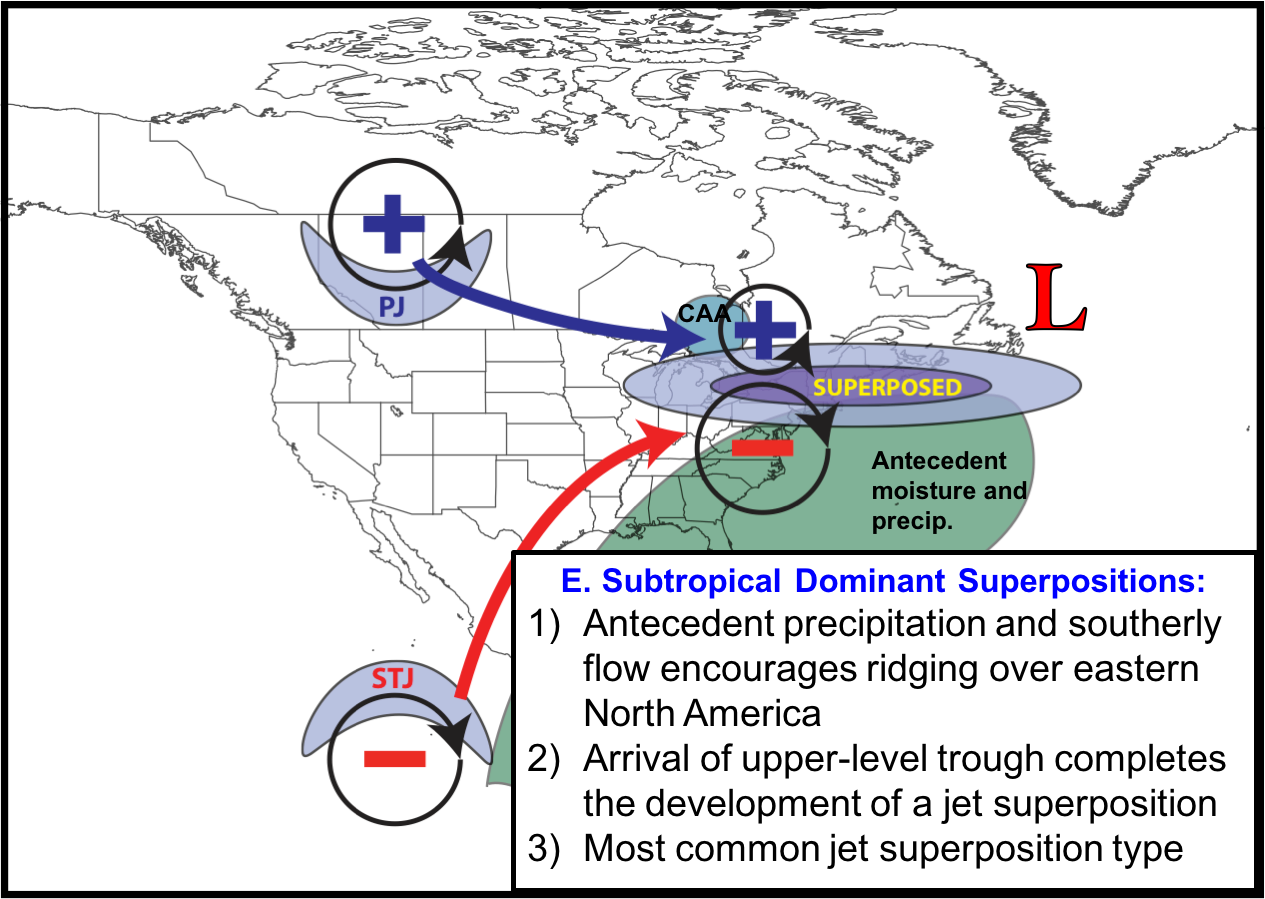 PJ
CAA
L
SUPERPOSED
Antecedent
moisture and
precip.
STJ
E. Subtropical Dominant Superpositions:
1) Antecedent precipitation and southerly
flow encourages ridging over eastern
North America
2) Arrival of upper-level trough completes
the development of a jet superposition
3) Most common jet superposition type